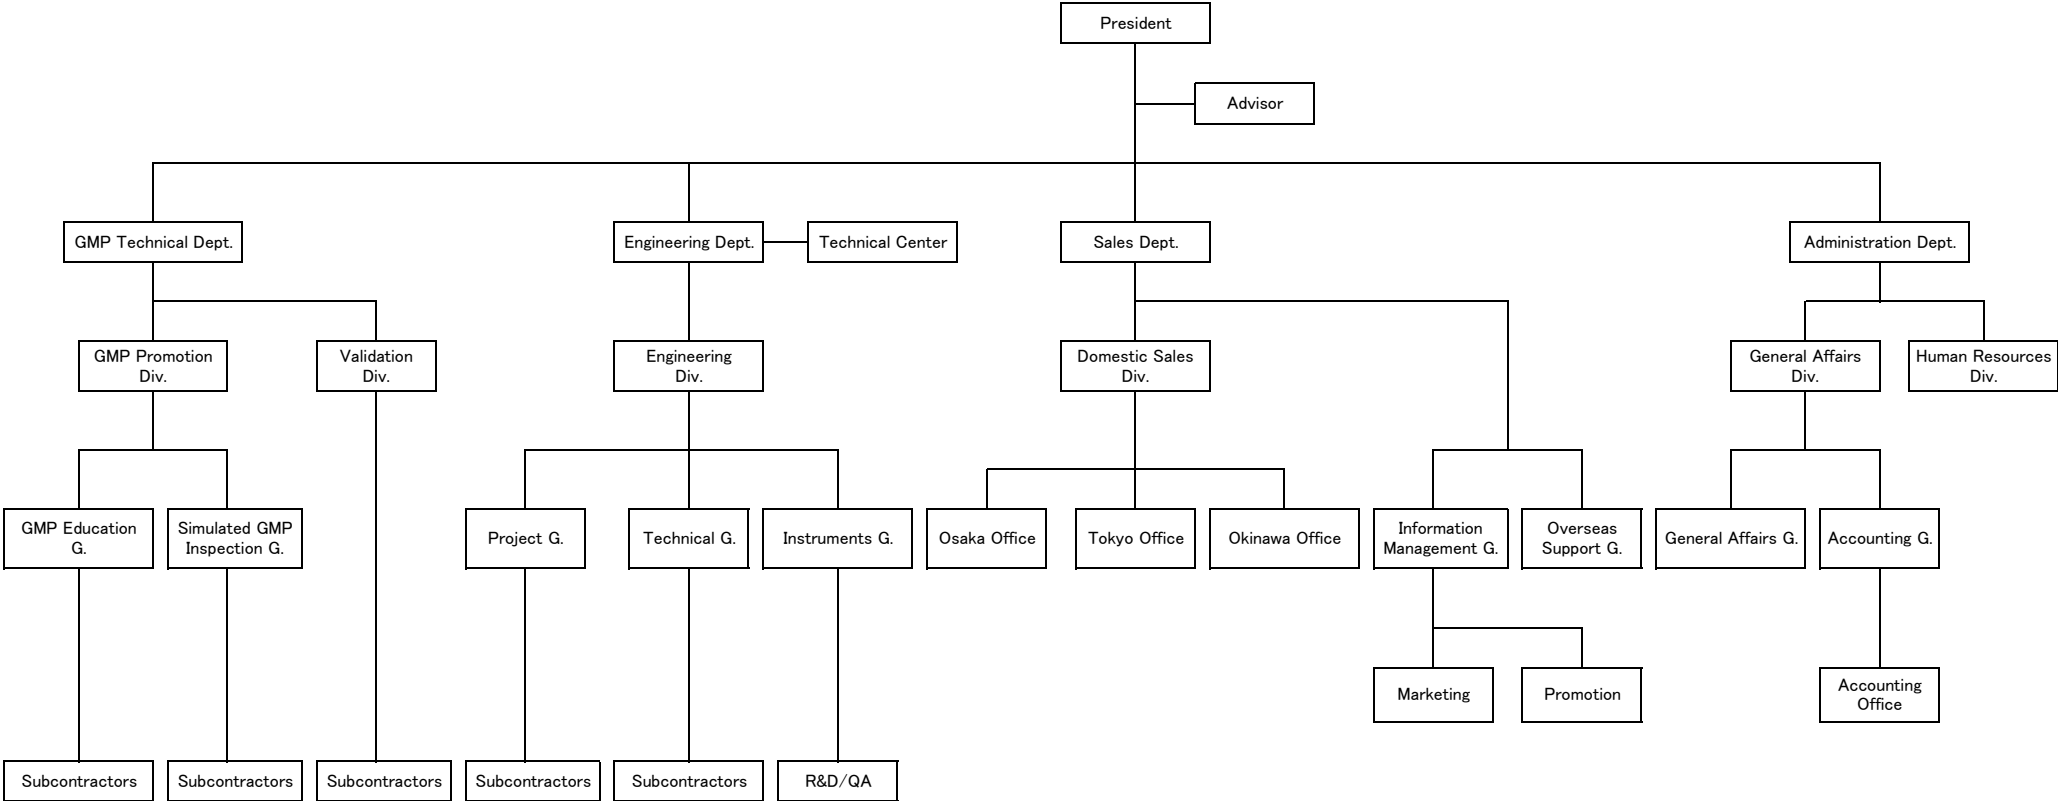 President
Advisor
GMP Technical Dept.
Engineering Dept.
Technical Center
Sales Dept.
Administration Dept.
GMP Promotion
Div.
Validation
Div.
Engineering
Div.
Domestic Sales
Div.
General Affairs
Div.
Human Resources
Div.
GMP Education
G.
Simulated GMP
Inspection G.
Project G.
Technical G.
Instruments G.
Osaka Office
Tokyo Office
Okinawa Office
Information
Management G.
Overseas
Support G.
General Affairs G.
Accounting G.
Marketing
Promotion
Accounting
Office
Subcontractors
Subcontractors
Subcontractors
Subcontractors
Subcontractors
R&D/QA